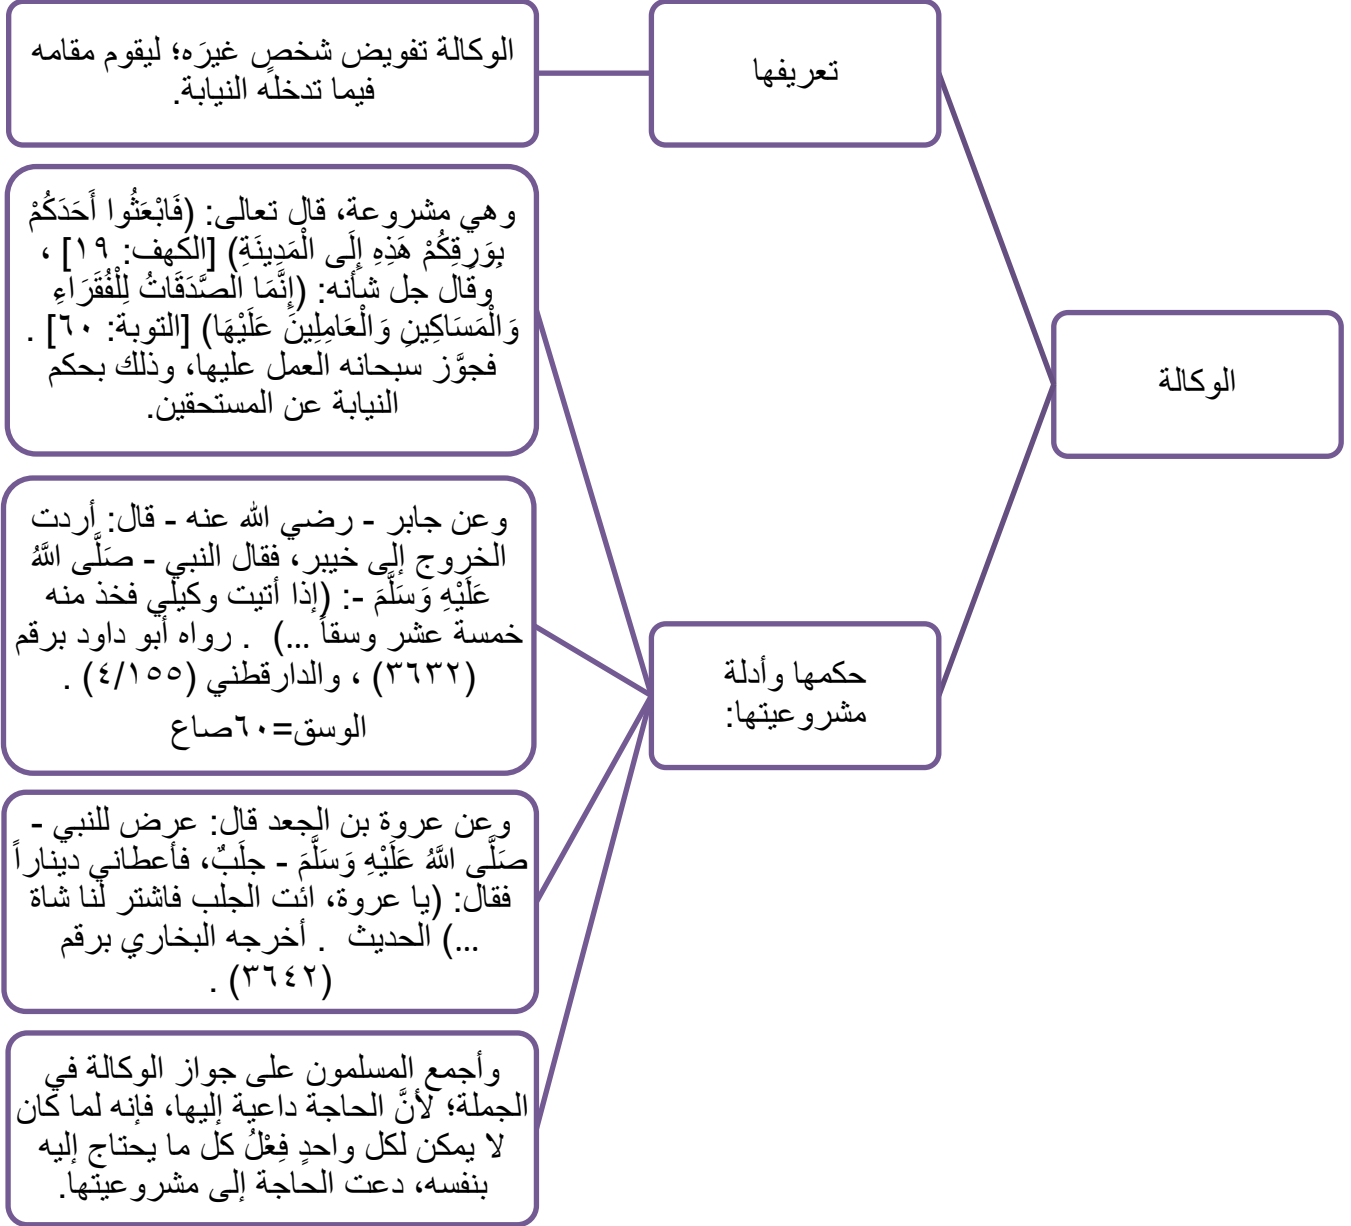 الوكالة
تعريفها
الوكالة تفويض شخصٍ غيرَه؛ ليقوم مقامه
فيما تدخله النيابة.
حكمها وأدلة
مشروعيتها:
وهي مشروعة، قال تعالى: (فَابْعَثُوا أَحَدَكُمْ
بِوَرِقِكُمْ هَذِهِ إِلَى الْمَدِينَةِ) [الكهف: ١٩] ،
وقال جل شأنه: (إِنَّمَا الصَّدَقَاتُ لِلْفُقَرَاءِ
وَالْمَسَاكِينِ وَالْعَامِلِينَ عَلَيْهَا) [التوبة: ٦٠] .
فجوَّز سبحانه العمل عليها، وذلك بحكم
النيابة عن المستحقين.
وعن جابر - رضي الله عنه - قال: أردت
الخروج إلى خيبر، فقال النبي - صَلَّى اللَّهُ
عَلَيْهِ وَسَلَّمَ -: (إذا أتيت وكيلي فخذ منه
خمسة عشر وسقاً ...) . رواه أبو داود برقم
(٣٦٣٢) ، والدارقطني (٤/١٥٥) .
الوسق=٦٠صاع
وعن عروة بن الجعد قال: عرض للنبي -
صَلَّى اللَّهُ عَلَيْهِ وَسَلَّمَ - جلَبٌ، فأعطاني ديناراً
فقال: (يا عروة، ائت الجلب فاشتر لنا شاة
...) الحديث . أخرجه البخاري برقم
(٣٦٤٢) .
وأجمع المسلمون على جواز الوكالة في
الجملة؛ لأنَّ الحاجة داعية إليها، فإنه لما كان
لا يمكن لكل واحدٍ فِعْلُ كل ما يحتاج إليه
بنفسه، دعت الحاجة إلى مشروعيتها.